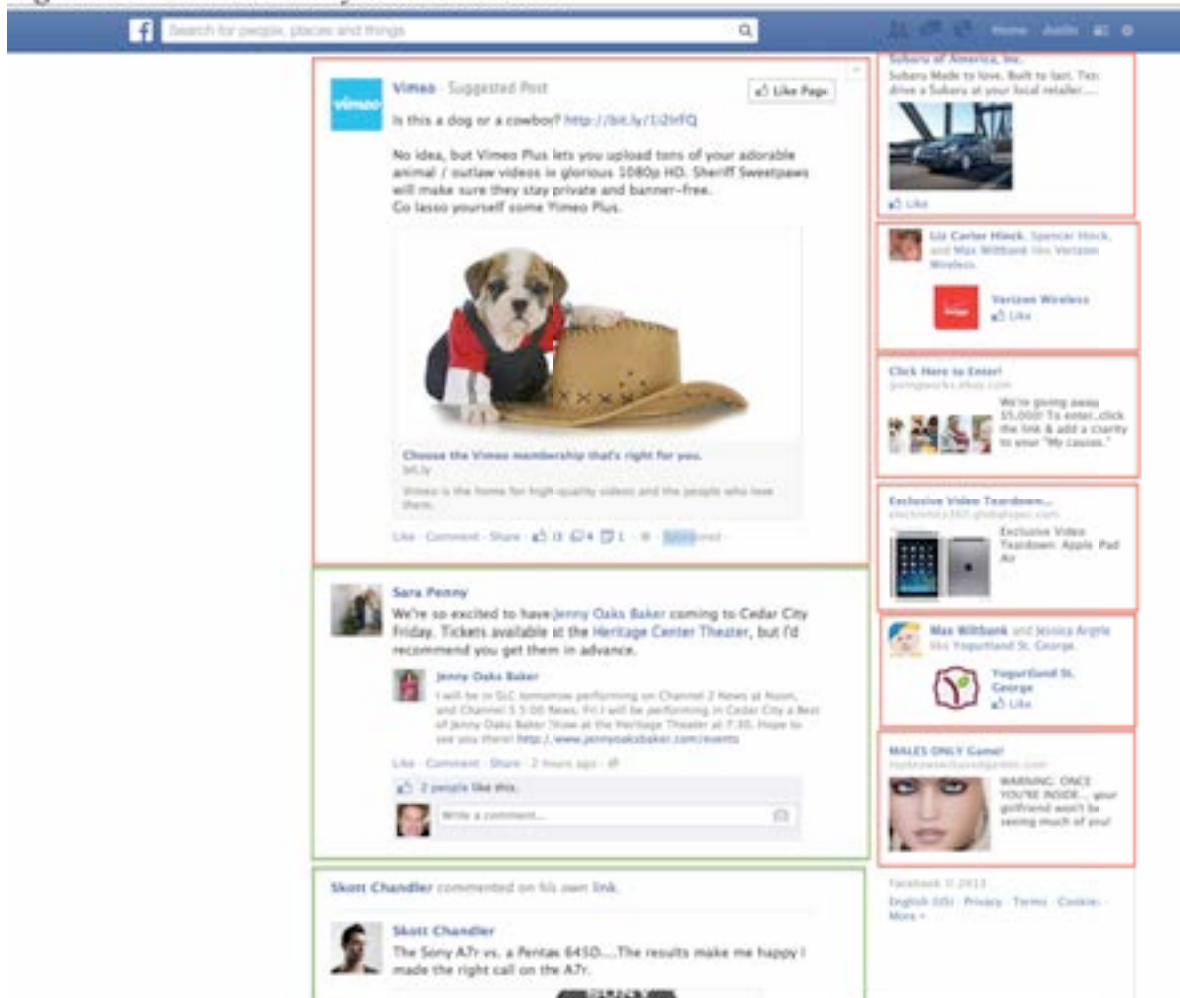 Search for people, places and things
Home
vimeo
Vimeo · Suggested Post
Like Page
Is this a dog or a cowboy? http://bit.ly/
No idea, but Vimeo Plus lets you upload tons of your adorable
animal / outlaw videos in glorious 1080p HD. Sheriff Sweetpaws
will make sure they stay private and banner-free.
Go lasso yourself some Vimeo Plus.
Choose the Vimeo membership that's right for you.
bit.ly
Vimeo is the home for high-quality videos and the people who love
them.
Like · Comment · Share · 13 4 1 · Sponsored ·
Sara Penny
We're so excited to have Jenny Oaks Baker coming to Cedar City
Friday. Tickets available at the Heritage Center Theater, but I'd
recommend you get them in advance.
Jenny Oaks Baker
I will be in SLC tomorrow performing on Channel 2 News at Noon,
and Channel 5 5:00 News. Fri I will be performing in Cedar City a Best
of Jenny Oaks Baker Show at the Heritage Theater at 7:30. Hope to
see you there! http://www.jennyoaksbaker.com/events
Like · Comment · Share · 2 hours ago ·
2 people like this.
Write a comment...
Skott Chandler commented on his own link.
Skott Chandler
The Sony A7r vs. a Pentax 645D....The results make me happy I
made the right call on the A7r.
SONY
Subaru of America, Inc.
Subaru Made to love. Built to last. Test
drive a Subaru at your local retailer....
Like
Liz Carter Hinck, Spencer Hinck,
and Max Wiltbank like Verizon
Wireless.
Verizon Wireless
Like
Click Here to Enter!
givingworks.ebay.com
We're giving away
$5,000! To enter, click
the link & add a charity
to your "My causes."
Exclusive Video Teardown...
electronics360.globalspec.com
Exclusive Video
Teardown: Apple Pad
Air
Max Wiltbank and Jessica Argyle
like Yogurtland St. George.
Yogurtland St.
George
Like
MALES ONLY Game!
WARNING: ONCE
YOU'RE INSIDE... your
girlfriend won't be
seeing much of you!
Facebook © 2013
English (US) · Privacy · Terms · Cookies ·
More